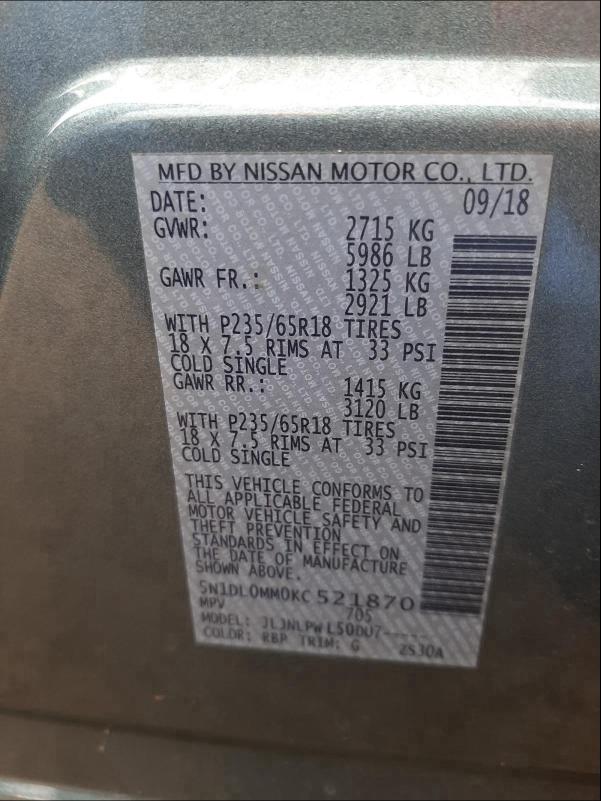 MFD BY NISSAN MOTOR CO., LTD.
DATE: 09/18
GVWR: 2715 KG
5986 LB
GAWR FR.: 1325 KG
2921 LB
WITH P235/65R18 TIRES
18 X 7.5 RIMS AT 33 PSI
COLD SINGLE
GAWR RR.: 1415 KG
3120 LB
WITH P235/65R18 TIRES
18 X 7.5 RIMS AT 33 PSI
COLD SINGLE
THIS VEHICLE CONFORMS TO
ALL APPLICABLE FEDERAL
MOTOR VEHICLE SAFETY AND
THEFT PREVENTION
STANDARDS IN EFFECT ON
THE DATE OF MANUFACTURE
SHOWN ABOVE.
5N1DL0MM0KC521870
MPV 705
MODEL: JLJNLPWL50DU7-----
COLOR: RBP TRIM: G ZS30A